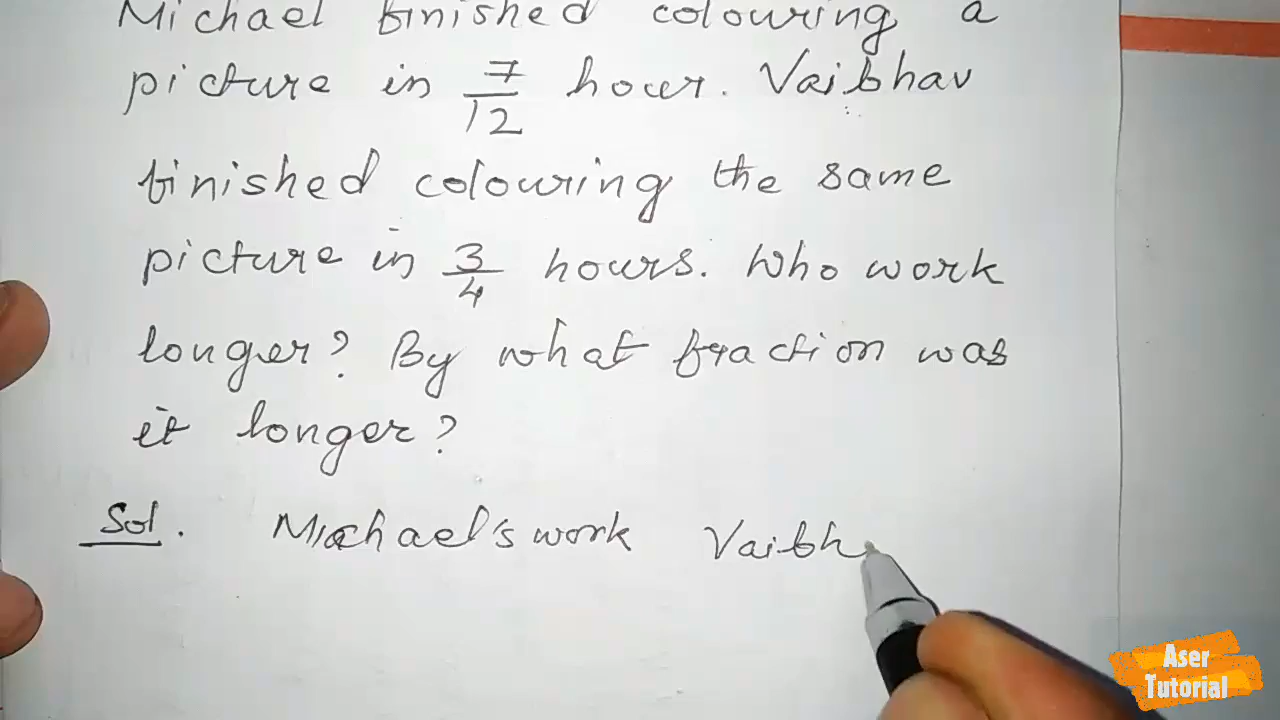 Michael finished colouring a
picture in 7/12 hour. Vaibhav
finished colouring the same
picture in 3/4 hours. Who work
longer? By what fraction was
it longer?
Sol. Michael's work Vaibh
Aser
Tutorial